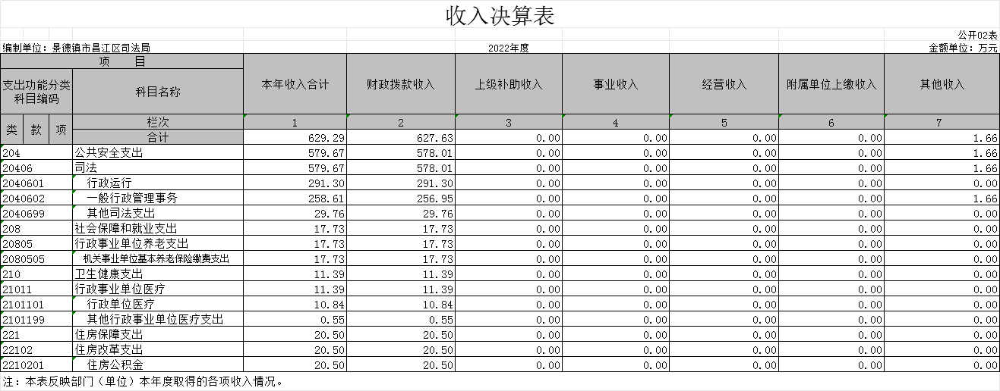 收入决算表
公开02表
编制单位：景德镇市昌江区司法局 2022年度 金额单位：万元
项 目 本年收入合计 财政拨款收入 上级补助收入 事业收入 经营收入 附属单位上缴收入 其他收入
支出功能分类科目编码 科目名称
类 款 项 栏次 1 2 3 4 5 6 7
合计 629.29 627.63 0.00 0.00 0.00 0.00 1.66
204 公共安全支出 579.67 578.01 0.00 0.00 0.00 0.00 1.66
20406 司法 579.67 578.01 0.00 0.00 0.00 0.00 1.66
2040601 行政运行 291.30 291.30 0.00 0.00 0.00 0.00 0.00
2040602 一般行政管理事务 258.61 256.95 0.00 0.00 0.00 0.00 1.66
2040699 其他司法支出 29.76 29.76 0.00 0.00 0.00 0.00 0.00
208 社会保障和就业支出 17.73 17.73 0.00 0.00 0.00 0.00 0.00
20805 行政事业单位养老支出 17.73 17.73 0.00 0.00 0.00 0.00 0.00
2080505 机关事业单位基本养老保险缴费支出 17.73 17.73 0.00 0.00 0.00 0.00 0.00
210 卫生健康支出 11.39 11.39 0.00 0.00 0.00 0.00 0.00
21011 行政事业单位医疗 11.39 11.39 0.00 0.00 0.00 0.00 0.00
2101101 行政单位医疗 10.84 10.84 0.00 0.00 0.00 0.00 0.00
2101199 其他行政事业单位医疗支出 0.55 0.55 0.00 0.00 0.00 0.00 0.00
221 住房保障支出 20.50 20.50 0.00 0.00 0.00 0.00 0.00
22102 住房改革支出 20.50 20.50 0.00 0.00 0.00 0.00 0.00
2210201 住房公积金 20.50 20.50 0.00 0.00 0.00 0.00 0.00
注：本表反映部门（单位）本年度取得的各项收入情况。